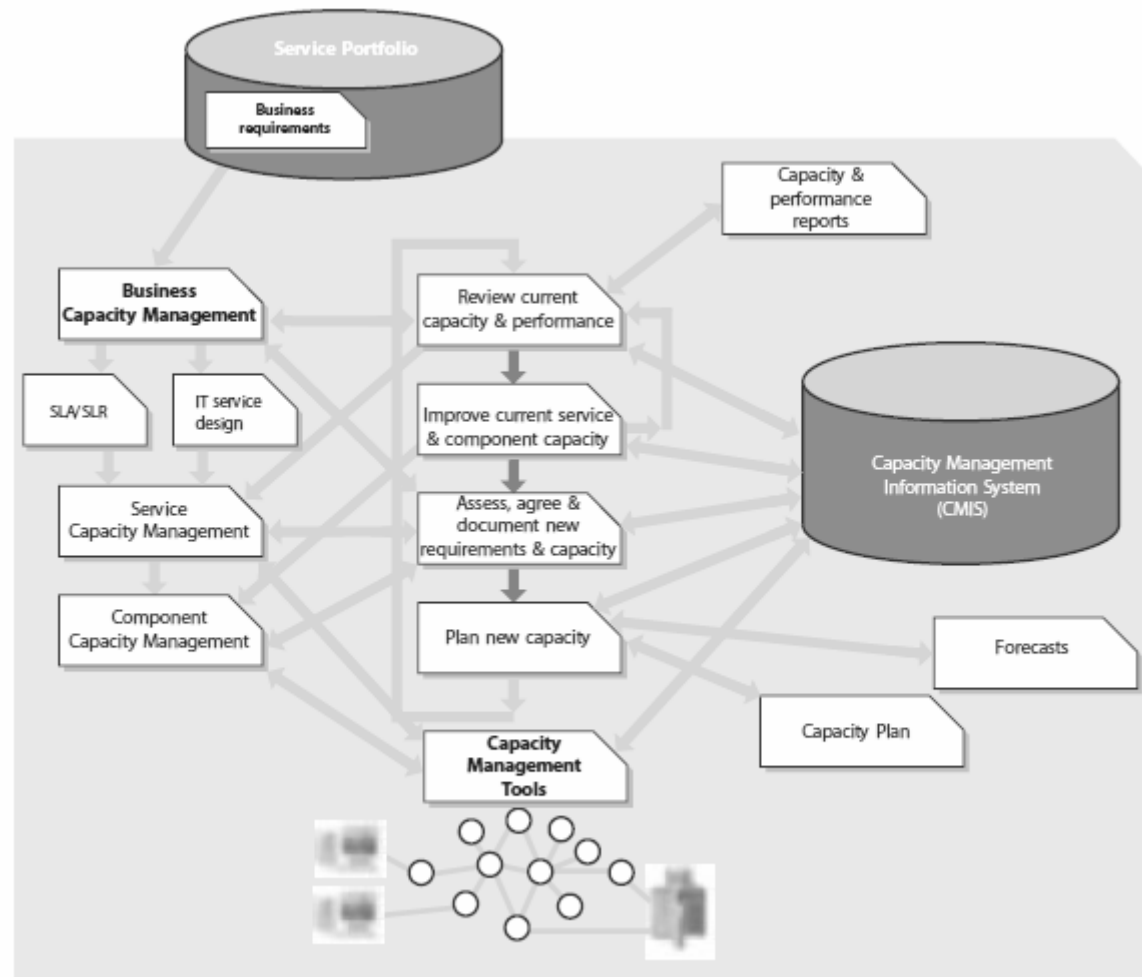 Service Portfolio
Business
requirements
Capacity &
performance
reports
Business
Capacity Management
Review current
capacity & performance
SLA/SLR
IT service
design
Improve current service
& component capacity
Capacity Management
Information System
(CMIS)
Service
Capacity Management
Assess, agree &
document new
requirements & capacity
Component
Capacity Management
Plan new capacity
Forecasts
Capacity Plan
Capacity
Management
Tools